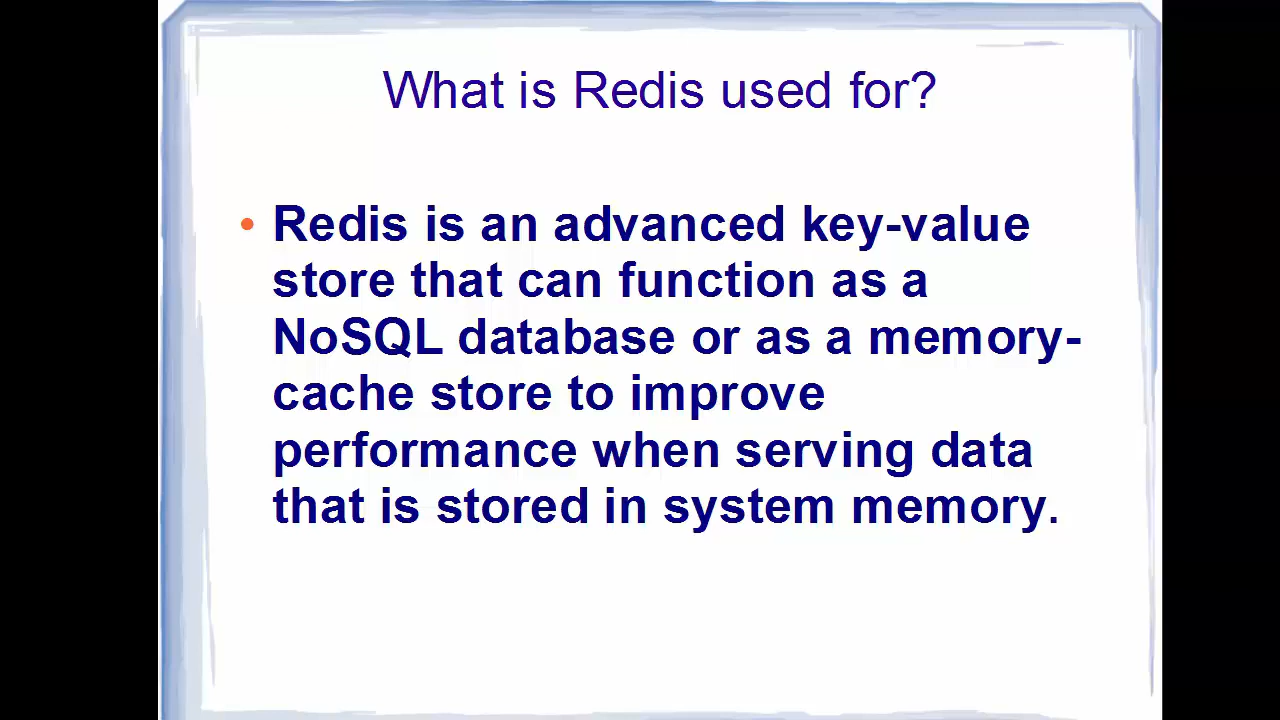 What is Redis used for?
• Redis is an advanced key-value
store that can function as a
NoSQL database or as a memory-
cache store to improve
performance when serving data
that is stored in system memory.